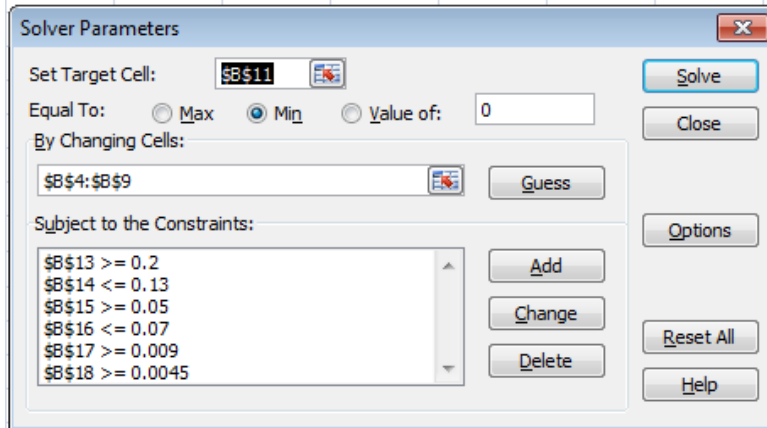 Solver Parameters
Set Target Cell: $B$11 Solve
Equal To: Max Min Value of: 0 Close
By Changing Cells:
$B$4:$B$9 Guess
Subject to the Constraints: Options
$B$13 >= 0.2 Add
$B$14 <= 0.13
$B$15 >= 0.05 Change
$B$16 <= 0.07
$B$17 >= 0.009 Reset All
$B$18 >= 0.0045 Delete
Help